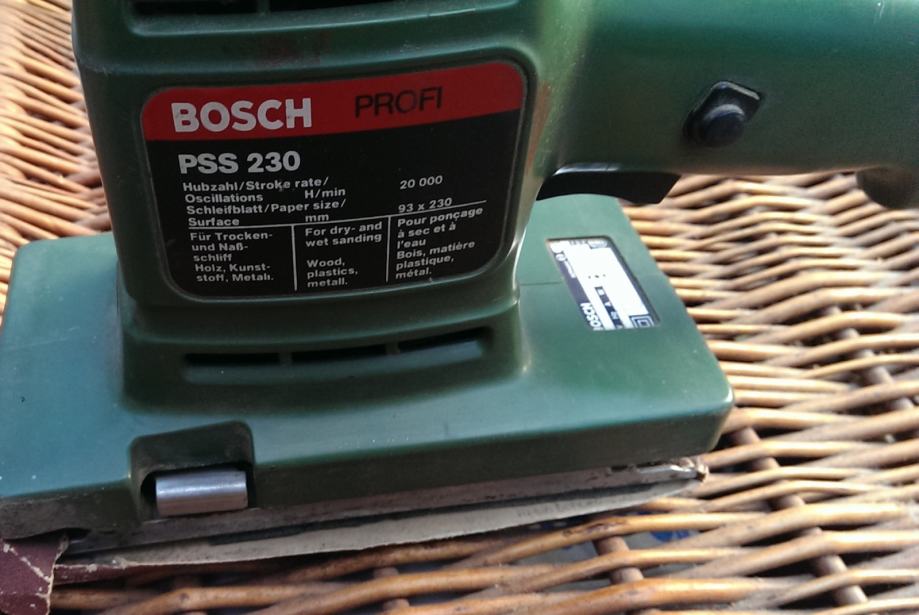 BOSCH PROFI
PSS 230
Hubzahl/Stroke rate/
Oscillations H/min 20 000
Schleifblatt/Paper size/
Surface mm 93 x 230
Für Trocken-
und Naß-
schliff
Holz, Kunst-
stoff, Metall.
For dry- and
wet sanding
Wood,
plastics,
metall.
Pour ponçage
à sec et à
l'eau
Bois, matière
plastique,
métal.
BOSCH